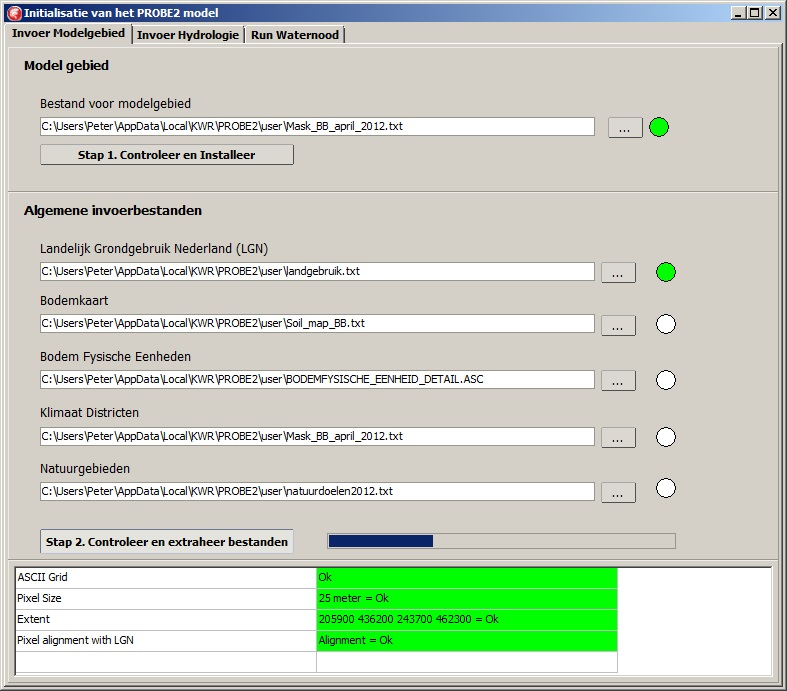 Initialisatie van het PROBE2 model
Invoer Modelgebied Invoer Hydrologie Run Waternood
Model gebied
Bestand voor modelgebied
C:\Users\Peter\AppData\Local\KWR\PROBE2\user\Mask_BB_april_2012.txt ...
Stap 1. Controleer en Installeer
Algemene invoerbestanden
Landelijk Grondgebruik Nederland (LGN)
C:\Users\Peter\AppData\Local\KWR\PROBE2\user\landgebruik.txt ...
Bodemkaart
C:\Users\Peter\AppData\Local\KWR\PROBE2\user\Soil_map_BB.txt ...
Bodem Fysische Eenheden
C:\Users\Peter\AppData\Local\KWR\PROBE2\user\BODEMFYSISCHE_EENHEID_DETAIL.ASC ...
Klimaat Districten
C:\Users\Peter\AppData\Local\KWR\PROBE2\user\Mask_BB_april_2012.txt ...
Natuurgebieden
C:\Users\Peter\AppData\Local\KWR\PROBE2\user\natuurdoelen2012.txt ...
Stap 2. Controleer en extraheer bestanden
ASCII Grid Ok
Pixel Size 25 meter = Ok
Extent 205900 436200 243700 462300 = Ok
Pixel alignment with LGN Alignment = Ok